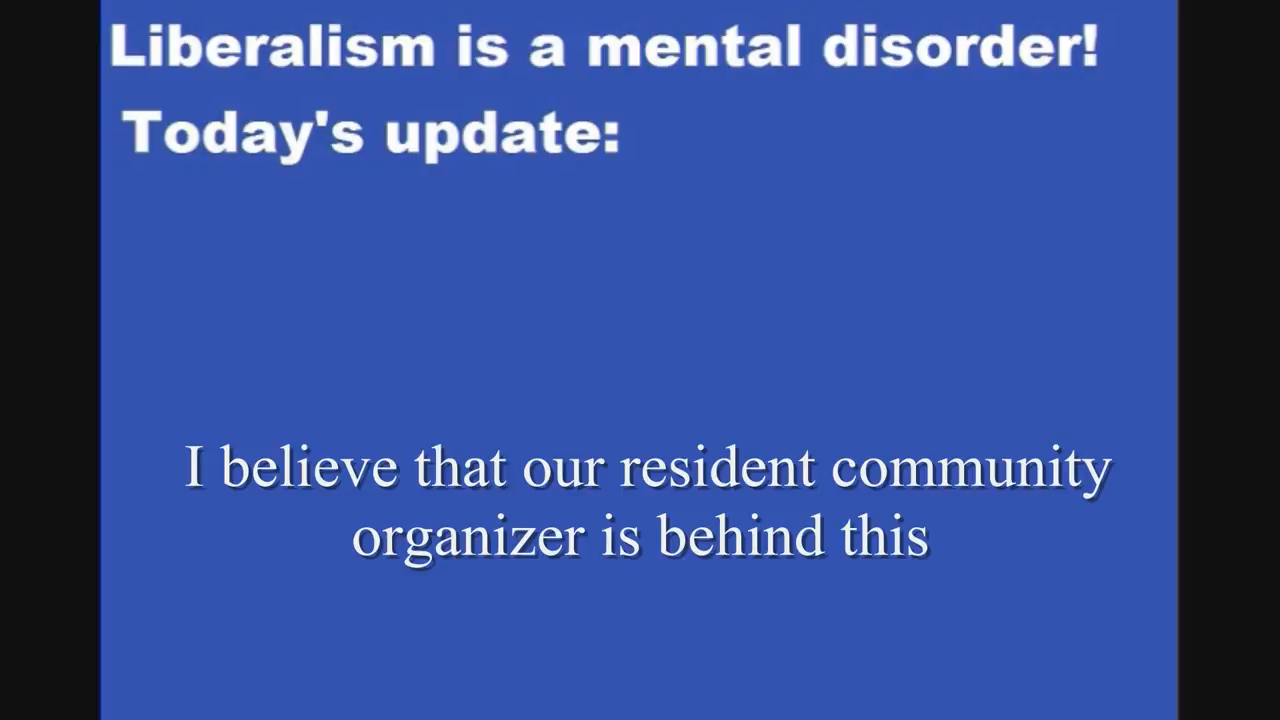 Liberalism is a mental disorder!
Today's update:
I believe that our resident community
organizer is behind this